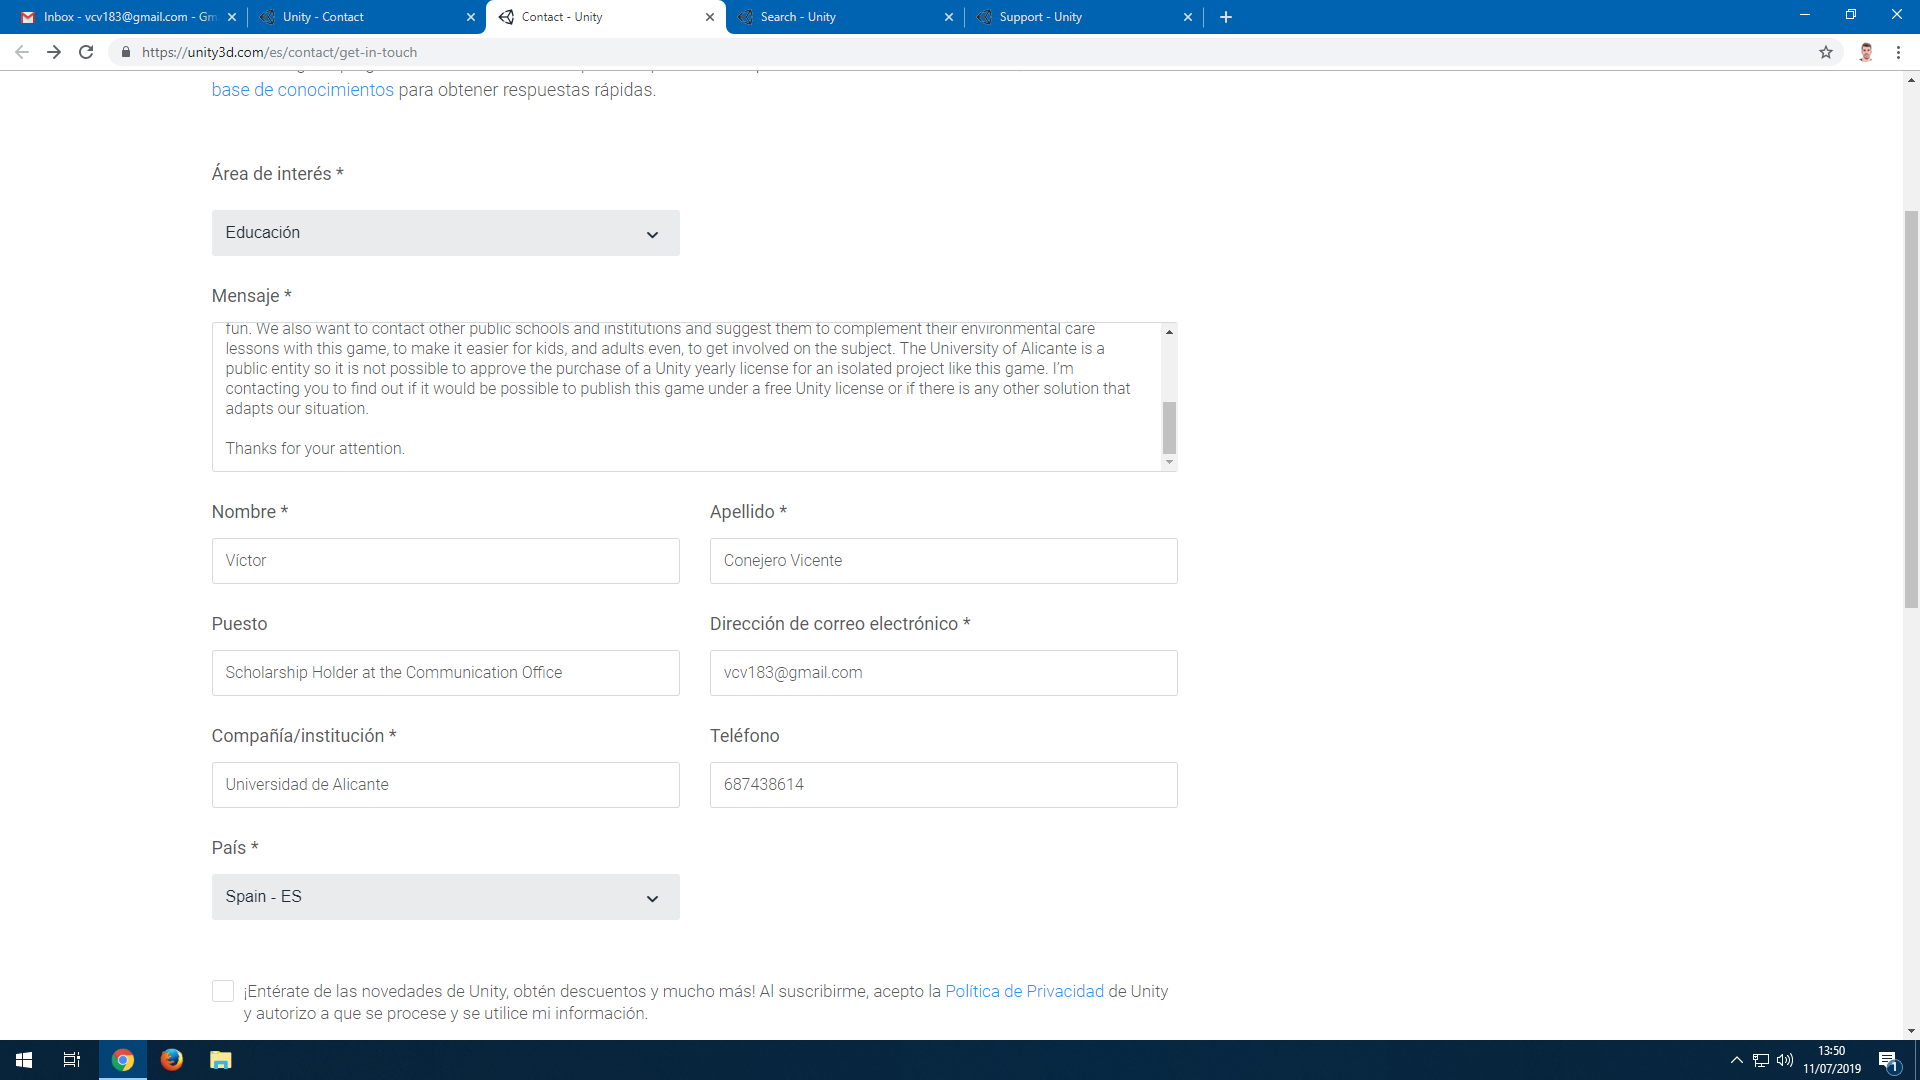 Inbox - vcv183@gmail.com - Gm
Unity - Contact
Contact - Unity
Search - Unity
Support - Unity
https://unity3d.com/es/contact/get-in-touch
base de conocimientos para obtener respuestas rápidas.
Área de interés *
Educación
Mensaje *
fun. We also want to contact other public schools and institutions and suggest them to complement their environmental care
lessons with this game, to make it easier for kids, and adults even, to get involved on the subject. The University of Alicante is a
public entity so it is not possible to approve the purchase of a Unity yearly license for an isolated project like this game. I'm
contacting you to find out if it would be possible to publish this game under a free Unity license or if there is any other solution that
adapts our situation.
Thanks for your attention.
Nombre *
Apellido *
Víctor
Conejero Vicente
Puesto
Dirección de correo electrónico *
Scholarship Holder at the Communication Office
vcv183@gmail.com
Compañía/institución *
Teléfono
Universidad de Alicante
687438614
País *
Spain - ES
¡Entérate de las novedades de Unity, obtén descuentos y mucho más! Al suscribirme, acepto la Política de Privacidad de Unity
y autorizo a que se procese y se utilice mi información.
13:50
11/07/2019
1